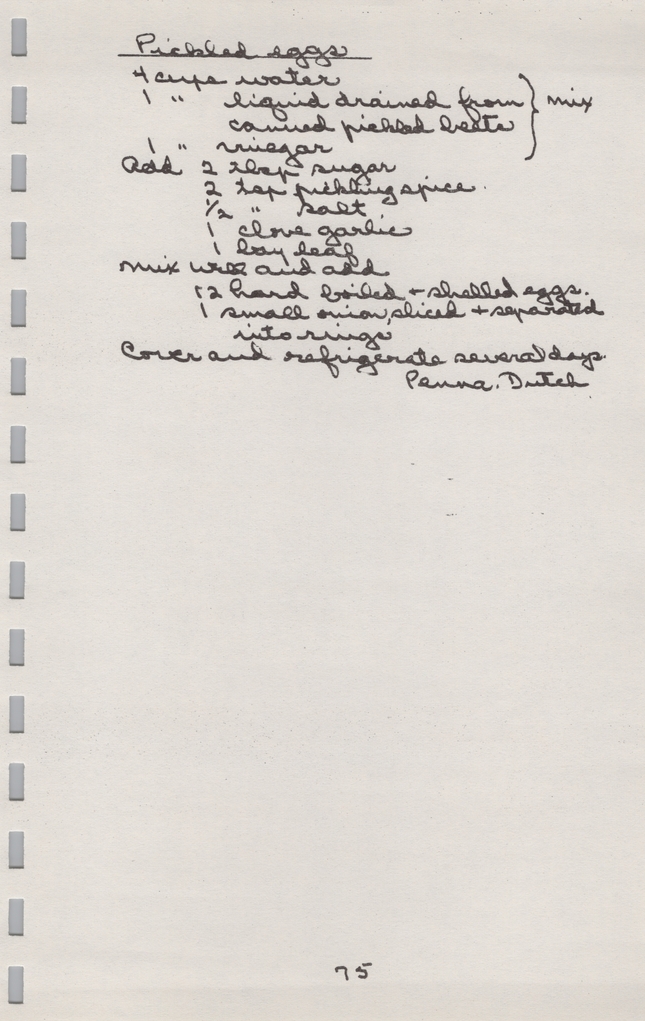 Pickled eggs
4 cups water
1 " liquid drained from } mix
canned pickled beets
1 " vinegar
Add 2 tbsp sugar
2 tsp pickling spice.
1/2 " salt
1 clove garlic
1 bay leaf
Mix well and add
12 hard boiled + shelled eggs.
1 small onion, sliced + separated
into rings
Cover and refrigerate several days.
Penna. Dutch
75